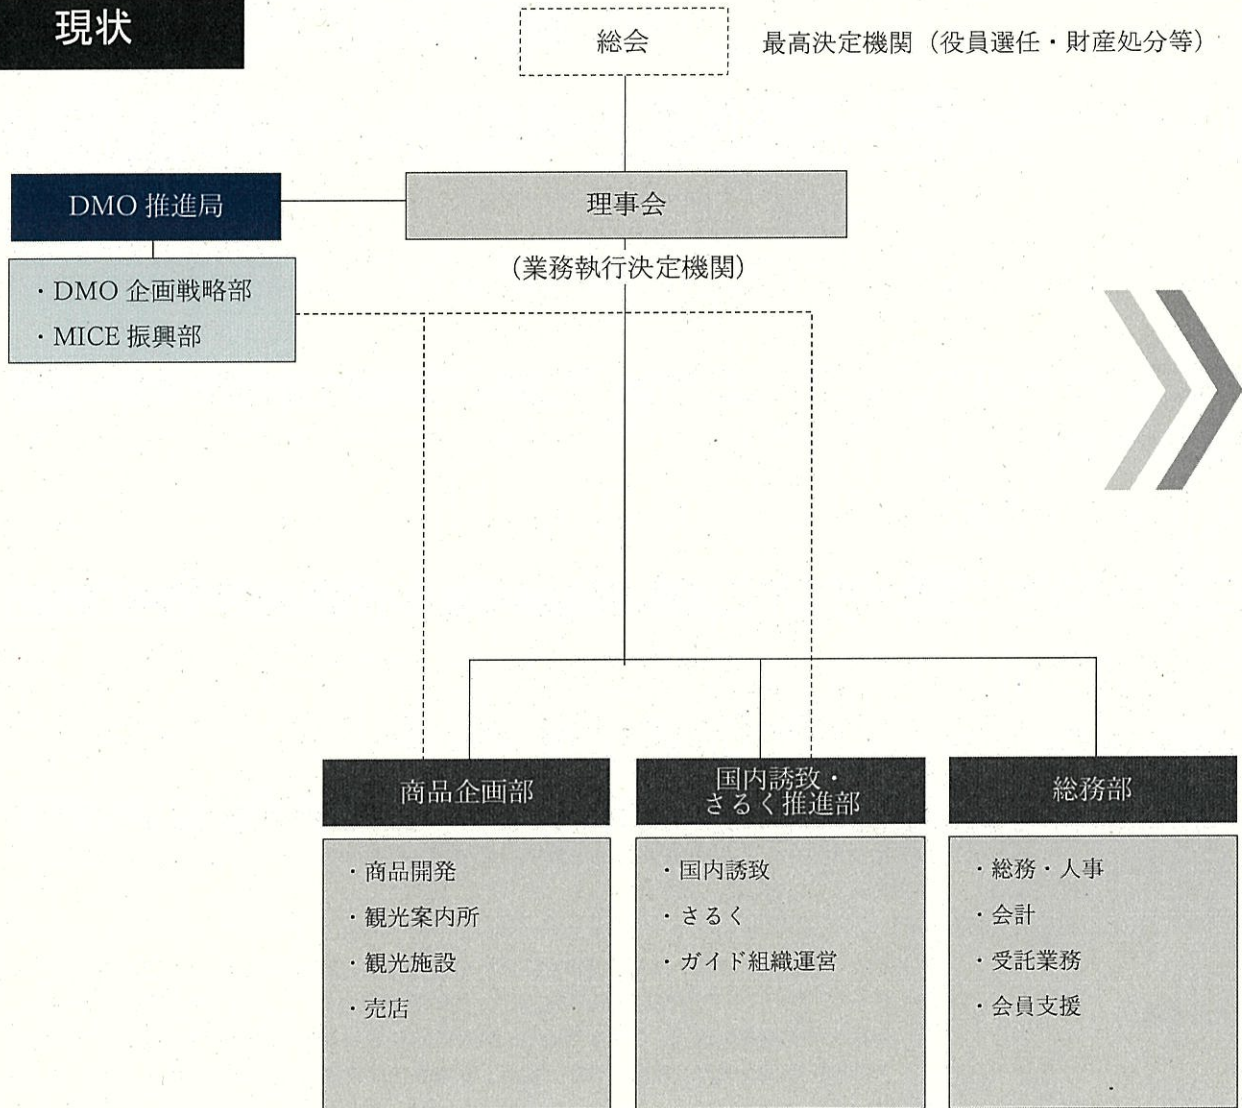 現状
総会
最高決定機関（役員選任・財産処分等）
DMO 推進局
理事会
（業務執行決定機関）
・DMO 企画戦略部
・MICE 振興部
商品企画部
・商品開発
・観光案内所
・観光施設
・売店
国内誘致・
さるく推進部
・国内誘致
・さるく
・ガイド組織運営
総務部
・総務・人事
・会計
・受託業務
・会員支援